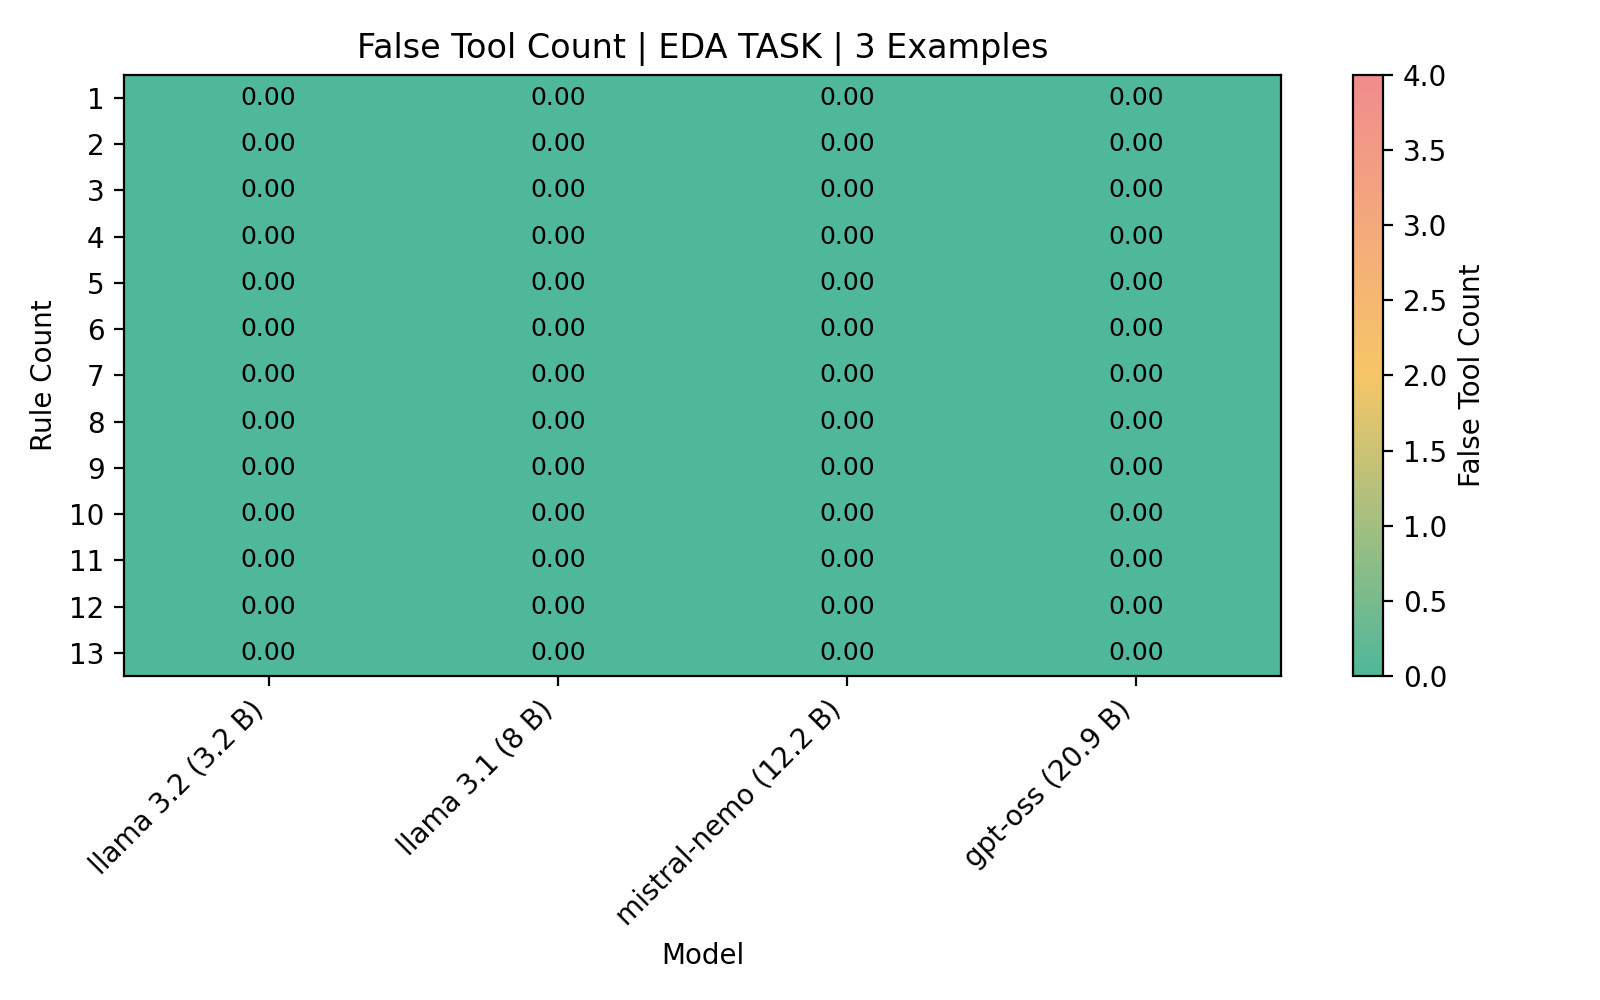 False Tool Count | EDA TASK | 3 Examples
1 0.00 0.00 0.00 0.00
2 0.00 0.00 0.00 0.00
3 0.00 0.00 0.00 0.00
4 0.00 0.00 0.00 0.00
5 0.00 0.00 0.00 0.00
6 0.00 0.00 0.00 0.00
7 0.00 0.00 0.00 0.00
8 0.00 0.00 0.00 0.00
9 0.00 0.00 0.00 0.00
10 0.00 0.00 0.00 0.00
11 0.00 0.00 0.00 0.00
12 0.00 0.00 0.00 0.00
13 0.00 0.00 0.00 0.00
Rule Count
llama 3.2 (3.2 B)
llama 3.1 (8 B)
mistral-nemo (12.2 B)
gpt-oss (20.9 B)
Model
4.0
3.5
3.0
2.5
2.0
1.5
1.0
0.5
0.0
False Tool Count